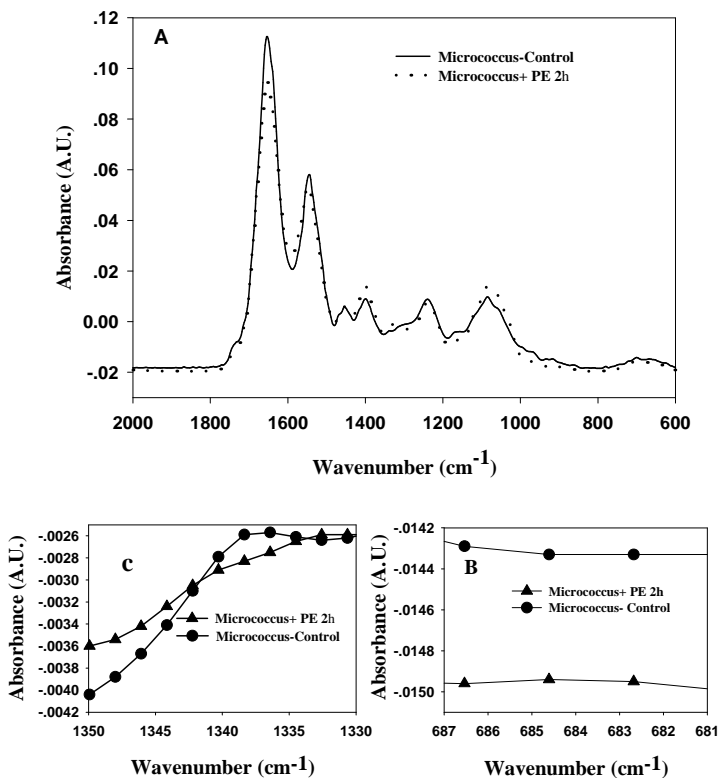 A
Micrococcus-Control
Micrococcus+ PE 2h
Absorbance (A.U.)
.12
.10
.08
.06
.04
.02
0.00
-.02
2000 1800 1600 1400 1200 1000 800 600
Wavenumber (cm-1)
c
Micrococcus+ PE 2h
Micrococcus-Control
Absorbance (A.U.)
-.0026
-.0030
-.0034
-.0036
-.0040
-.0042
1350 1345 1340 1335 1330
Wavenumber (cm-1)
B
Micrococcus+ PE 2h
Micrococcus- Control
Absorbance (A.U.)
-.0142
-.0144
-.0146
-.0148
-.0150
687 686 685 684 683 682 681
Wavenumber (cm-1)